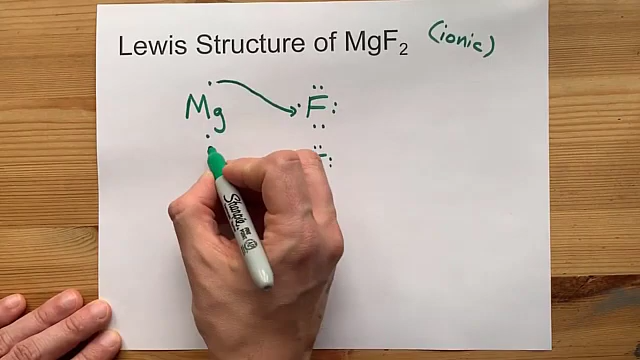 Lewis Structure of MgF₂ (ionic)
Mg F
Sharpie